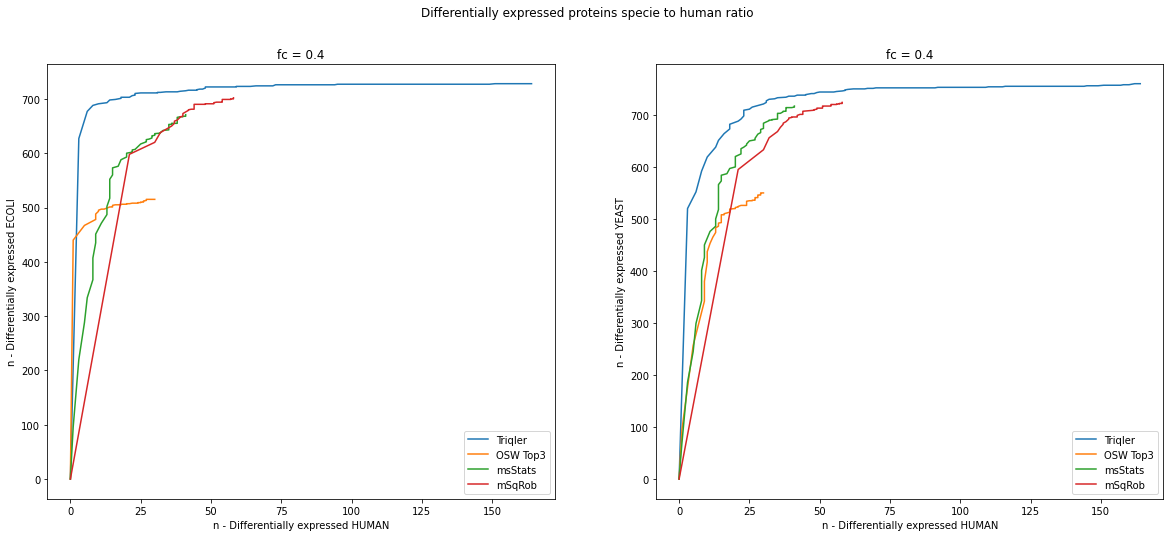 Differentially expressed proteins specie to human ratio
fc = 0.4
n - Differentially expressed ECOLI
700
600
500
400
300
200
100
0
0 25 50 75 100 125 150
n - Differentially expressed HUMAN
Triqler
OSW Top3
msStats
mSqRob
fc = 0.4
n - Differentially expressed YEAST
700
600
500
400
300
200
100
0
0 25 50 75 100 125 150
n - Differentially expressed HUMAN
Triqler
OSW Top3
msStats
mSqRob